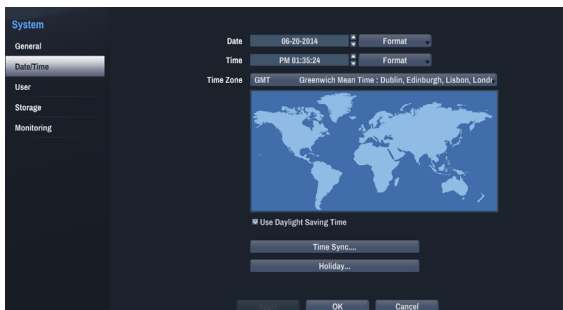 System
General
Date/Time
User
Storage
Monitoring
Date 06-20-2014 Format
Time PM 01:35:24 Format
Time Zone GMT Greenwich Mean Time : Dublin, Edinburgh, Lisbon, Londo
Use Daylight Saving Time
Time Sync....
Holiday...
Apply OK Cancel